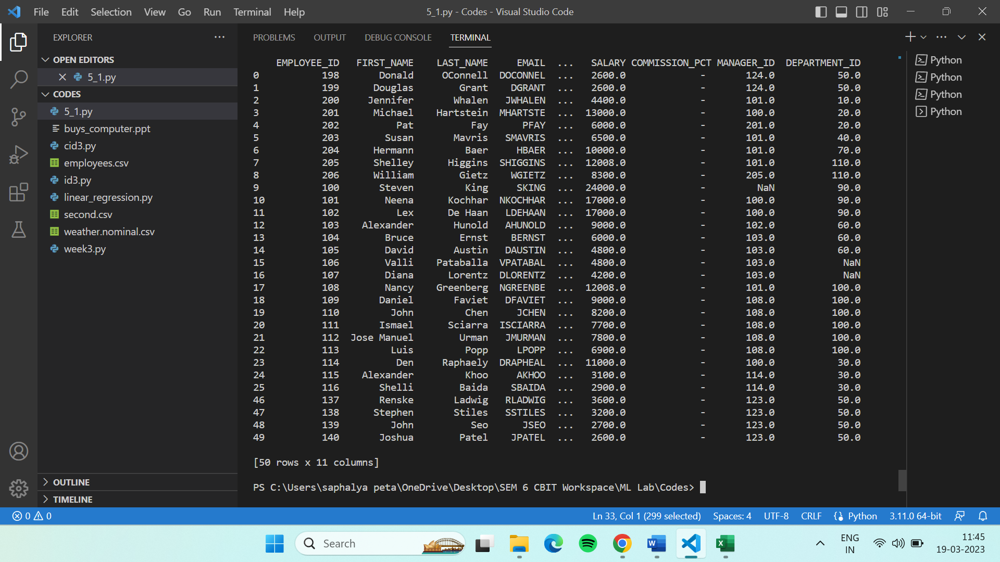 File Edit Selection View Go Run Terminal Help 5_1.py - Codes - Visual Studio Code
EXPLORER
OPEN EDITORS
5_1.py
CODES
5_1.py
buys_computer.ppt
cid3.py
employees.csv
id3.py
linear_regression.py
second.csv
weather.nominal.csv
week3.py
OUTLINE
TIMELINE
PROBLEMS OUTPUT DEBUG CONSOLE TERMINAL
EMPLOYEE_ID FIRST_NAME LAST_NAME EMAIL ... SALARY COMMISSION_PCT MANAGER_ID DEPARTMENT_ID
0 198 Donald OConnell DOCONNEL ... 2600.0 - 124.0 50.0
1 199 Douglas Grant DGRANT ... 2600.0 - 124.0 50.0
2 200 Jennifer Whalen JWHALEN ... 4400.0 - 101.0 10.0
3 201 Michael Hartstein MHARTSTE ... 13000.0 - 100.0 20.0
4 202 Pat Fay PFAY ... 6000.0 - 201.0 20.0
5 203 Susan Mavris SMAVRIS ... 6500.0 - 101.0 40.0
6 204 Hermann Baer HBAER ... 10000.0 - 101.0 70.0
7 205 Shelley Higgins SHIGGINS ... 12008.0 - 101.0 110.0
8 206 William Gietz WGIETZ ... 8300.0 - 205.0 110.0
9 100 Steven King SKING ... 24000.0 - NaN 90.0
10 101 Neena Kochhar NKOCHHAR ... 17000.0 - 100.0 90.0
11 102 Lex De Haan LDEHAAN ... 17000.0 - 100.0 90.0
12 103 Alexander Hunold AHUNOLD ... 9000.0 - 102.0 60.0
13 104 Bruce Ernst BERNST ... 6000.0 - 103.0 60.0
14 105 David Austin DAUSTIN ... 4800.0 - 103.0 60.0
15 106 Valli Pataballa VPATABAL ... 4800.0 - 103.0 NaN
16 107 Diana Lorentz DLORENTZ ... 4200.0 - 103.0 NaN
17 108 Nancy Greenberg NGREENBE ... 12008.0 - 101.0 100.0
18 109 Daniel Faviet DFAVIET ... 9000.0 - 108.0 100.0
19 110 John Chen JCHEN ... 8200.0 - 108.0 100.0
20 111 Ismael Sciarra ISCIARRA ... 7700.0 - 108.0 100.0
21 112 Jose Manuel Urman JMURMAN ... 7800.0 - 108.0 100.0
22 113 Luis Popp LPOPP ... 6900.0 - 108.0 100.0
23 114 Den Raphaely DRAPHEAL ... 11000.0 - 100.0 30.0
24 115 Alexander Khoo AKHOO ... 3100.0 - 114.0 30.0
25 116 Shelli Baida SBAIDA ... 2900.0 - 114.0 30.0
46 137 Renske Ladwig RLADWIG ... 3600.0 - 123.0 50.0
47 138 Stephen Stiles SSTILES ... 3200.0 - 123.0 50.0
48 139 John Seo JSEO ... 2700.0 - 123.0 50.0
49 140 Joshua Patel JPATEL ... 2600.0 - 123.0 50.0
[50 rows x 11 columns]
PS C:\Users\saphalya peta\OneDrive\Desktop\SEM 6 CBIT Workspace\ML Lab\Codes>
Python
Python
Python
Python
0 0 Ln 33, Col 1 (299 selected) Spaces: 4 UTF-8 CRLF Python 3.11.0 64-bit
Search
ENG
IN
11:45
19-03-2023